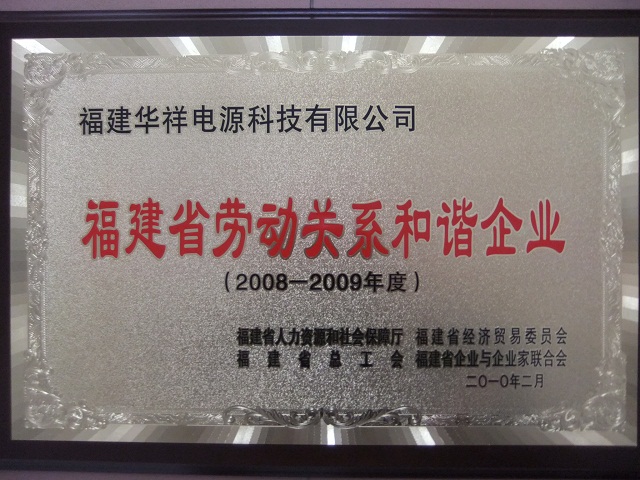 福建华祥电源科技有限公司
福建省劳动关系和谐企业
（2008－2009年度）
福建省人力资源和社会保障厅 福建省经济贸易委员会
福建省总工会 福建省企业与企业家联合会
二〇一〇年二月